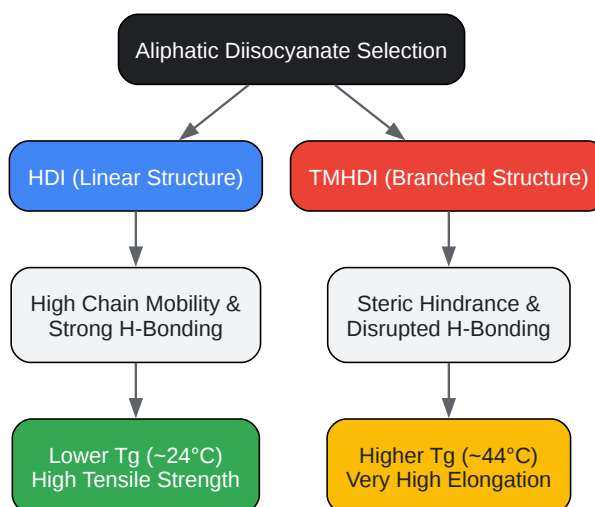 Aliphatic Diisocyanate Selection
HDI (Linear Structure)
TMHDI (Branched Structure)
High Chain Mobility &
Strong H-Bonding
Steric Hindrance &
Disrupted H-Bonding
Lower Tg (~24°C)
High Tensile Strength
Higher Tg (~44°C)
Very High Elongation